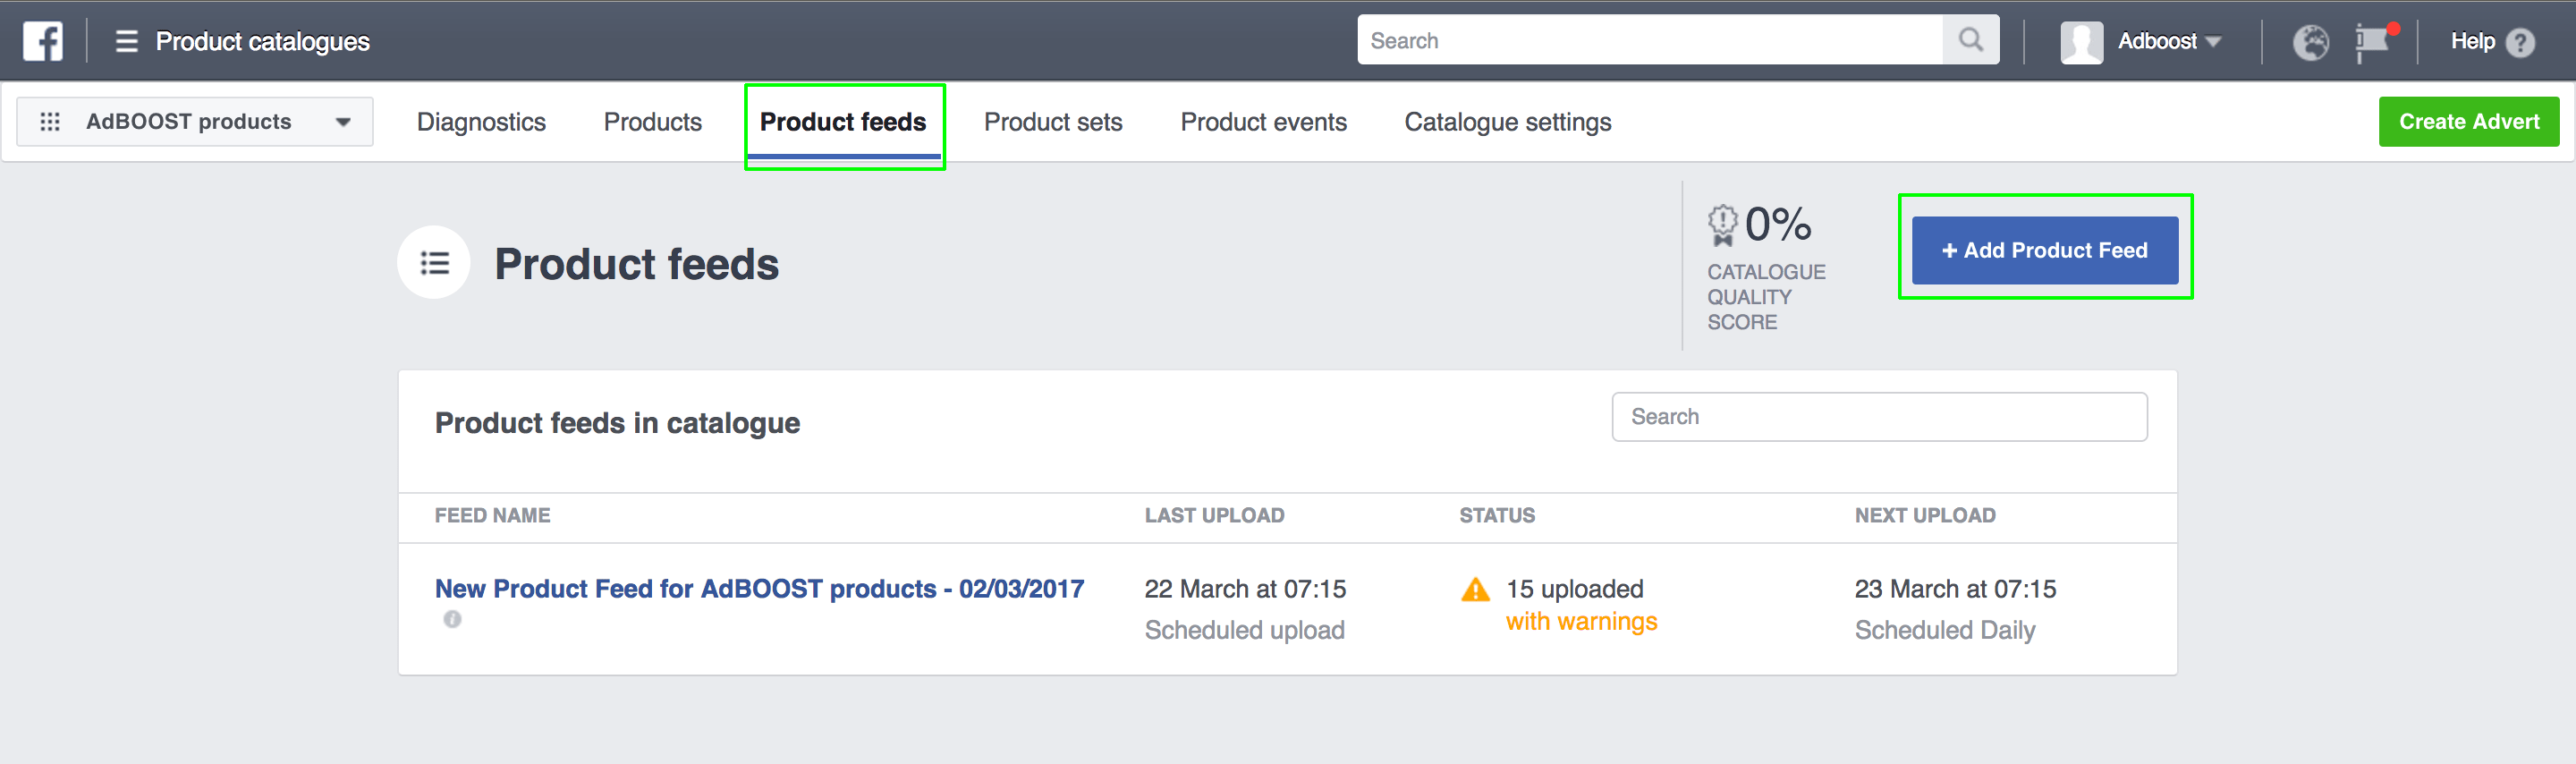 Product catalogues
Search
Adboost
Help ?
AdBOOST products
Diagnostics
Products
Product feeds
Product sets
Product events
Catalogue settings
Create Advert
Product feeds
0%
CATALOGUE
QUALITY
SCORE
+ Add Product Feed
Product feeds in catalogue
Search
FEED NAME
LAST UPLOAD
STATUS
NEXT UPLOAD
New Product Feed for AdBOOST products - 02/03/2017
22 March at 07:15
Scheduled upload
15 uploaded
with warnings
23 March at 07:15
Scheduled Daily